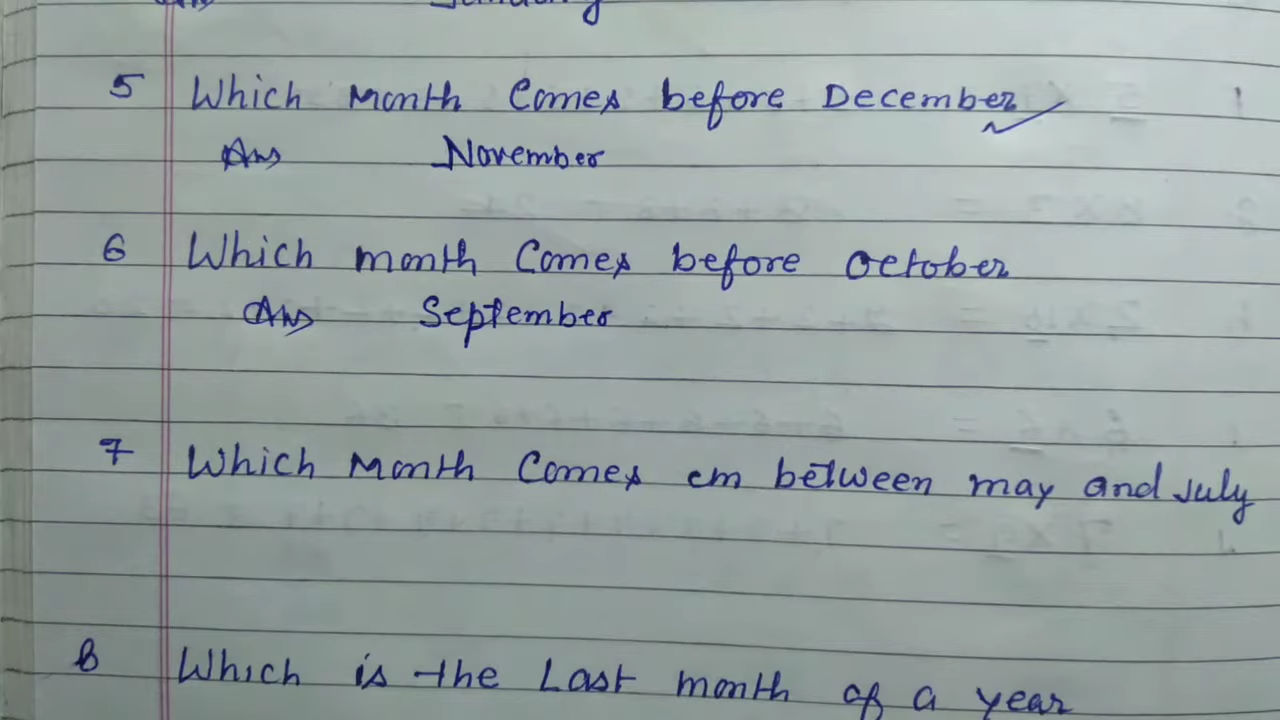 5 Which Month Comes before December
Ans November
6 Which month Comes before October
Ans September
7 Which Month Comes em between may and July
8 Which is the Last month of a year